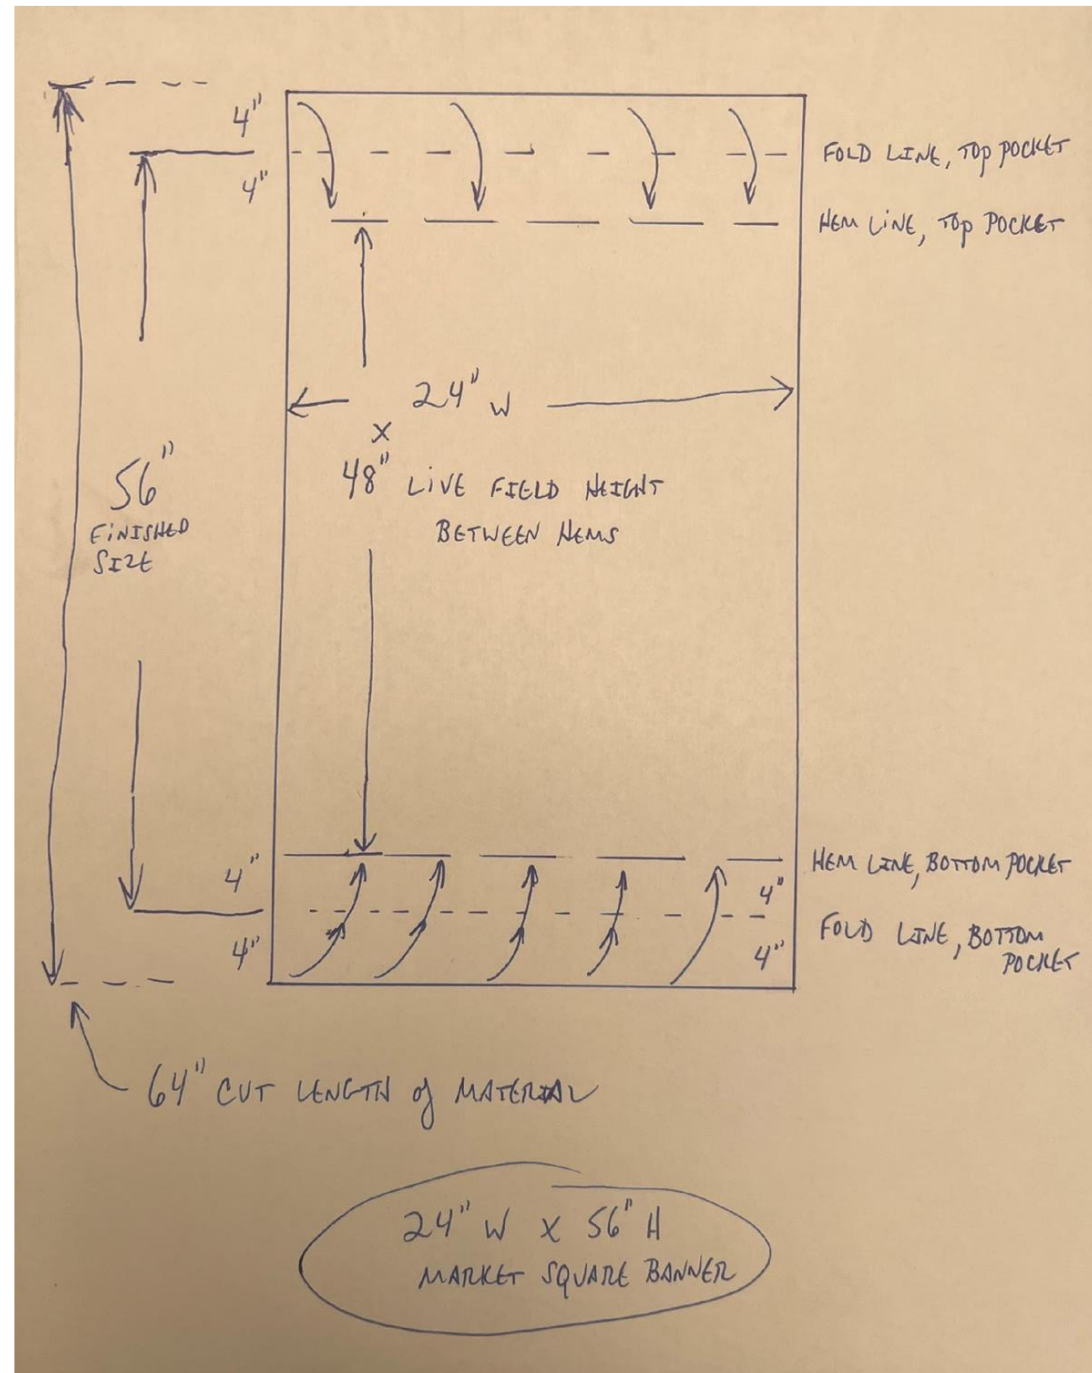 4"
4"
FOLD LINE, TOP POCKET
HEM LINE, TOP POCKET
24" W
X
48" LIVE FIELD HEIGHT
BETWEEN HEMS
56"
FINISHED
SIZE
4"
4"
HEM LINE, BOTTOM POCKET
4"
4"
FOLD LINE, BOTTOM
POCKET
64" CUT LENGTH of MATERIAL
24" W X 56" H
MARKET SQUARE BANNER